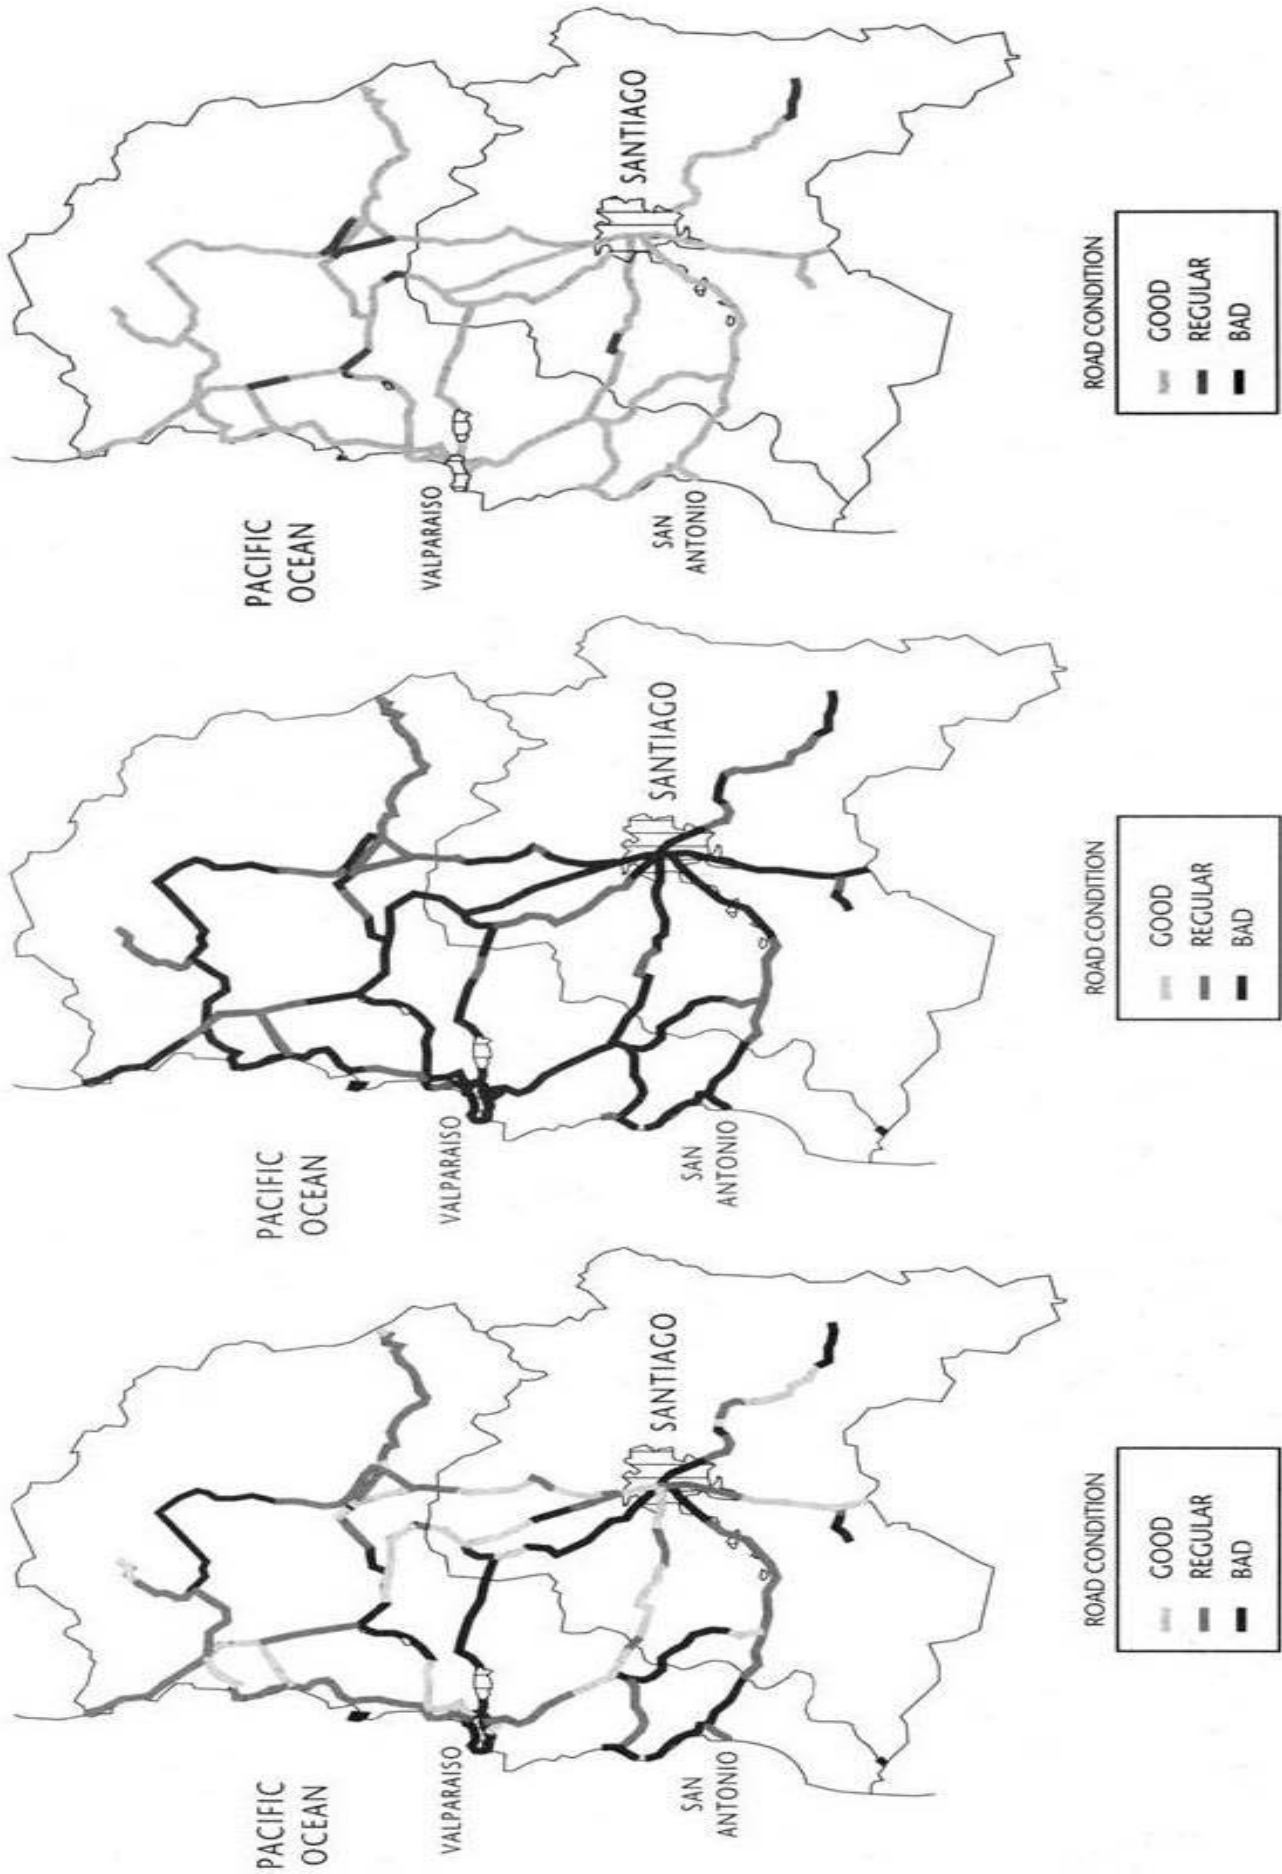 PACIFIC
OCEAN
VALPARAISO
SAN
ANTONIO
SANTIAGO
ROAD CONDITION
GOOD
REGULAR
BAD
PACIFIC
OCEAN
VALPARAISO
SAN
ANTONIO
SANTIAGO
ROAD CONDITION
GOOD
REGULAR
BAD
PACIFIC
OCEAN
VALPARAISO
SAN
ANTONIO
SANTIAGO
ROAD CONDITION
GOOD
REGULAR
BAD